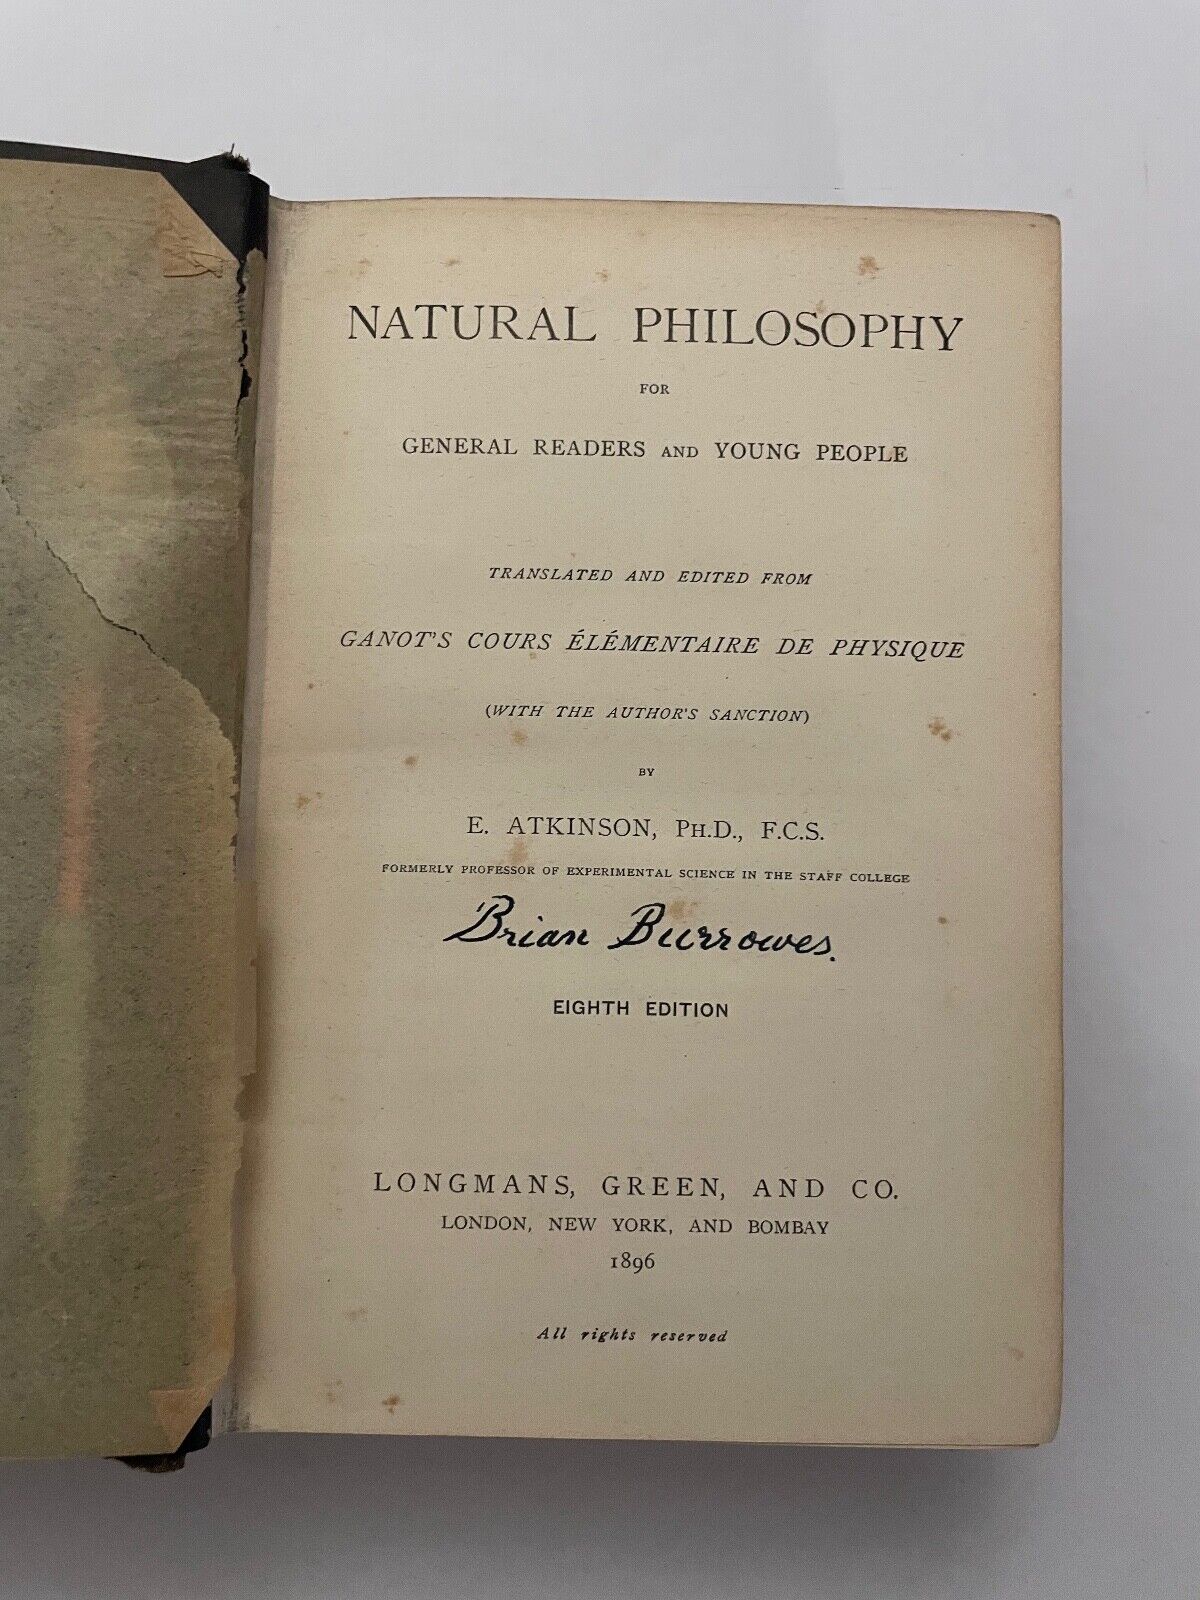 NATURAL PHILOSOPHY
FOR
GENERAL READERS AND YOUNG PEOPLE
TRANSLATED AND EDITED FROM
GANOT'S COURS ÉLÉMENTAIRE DE PHYSIQUE
(WITH THE AUTHOR'S SANCTION)
BY
E. ATKINSON, PH.D., F.C.S.
FORMERLY PROFESSOR OF EXPERIMENTAL SCIENCE IN THE STAFF COLLEGE
Brian Burrowes.
EIGHTH EDITION
LONGMANS, GREEN, AND CO.
LONDON, NEW YORK, AND BOMBAY
1896
All rights reserved